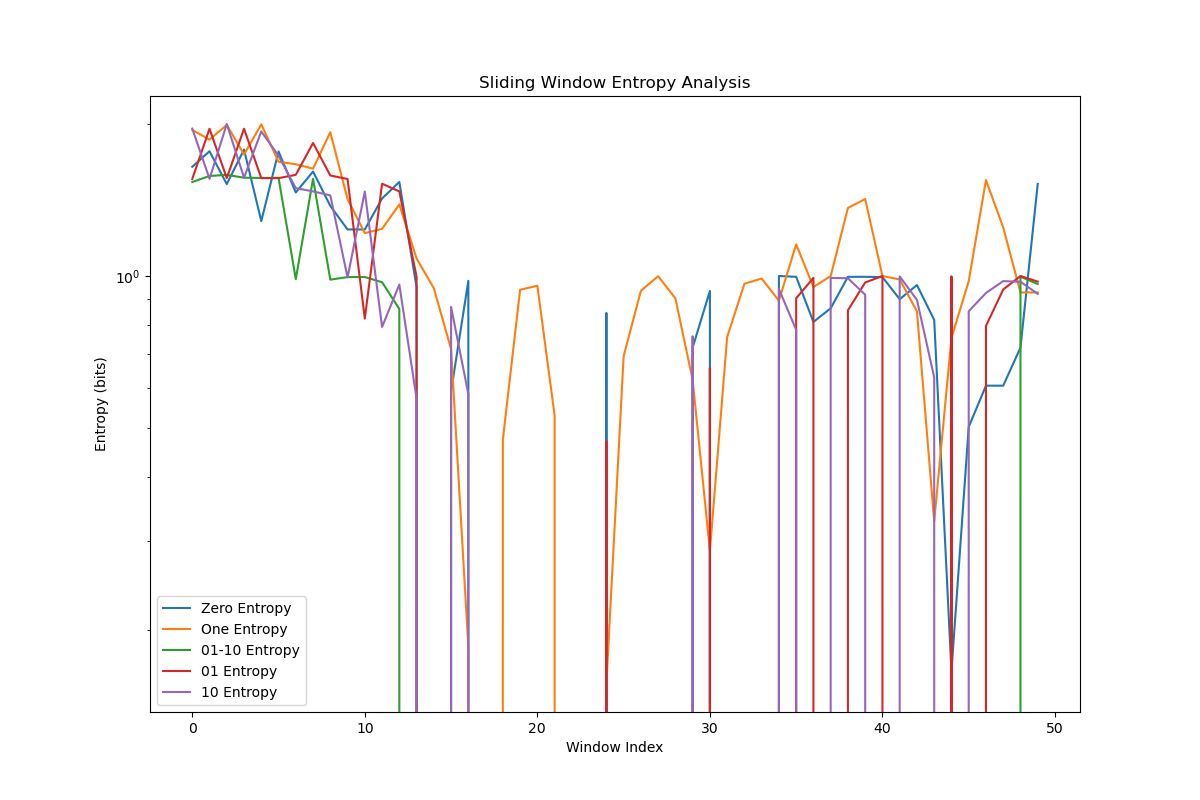 Sliding Window Entropy Analysis
Entropy (bits)
10⁰
Zero Entropy
One Entropy
01-10 Entropy
01 Entropy
10 Entropy
0 10 20 30 40 50
Window Index